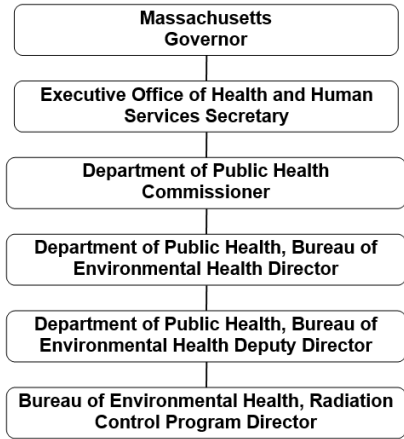 Massachusetts
Governor
Executive Office of Health and Human
Services Secretary
Department of Public Health
Commissioner
Department of Public Health, Bureau of
Environmental Health Director
Department of Public Health, Bureau of
Environmental Health Deputy Director
Bureau of Environmental Health, Radiation
Control Program Director